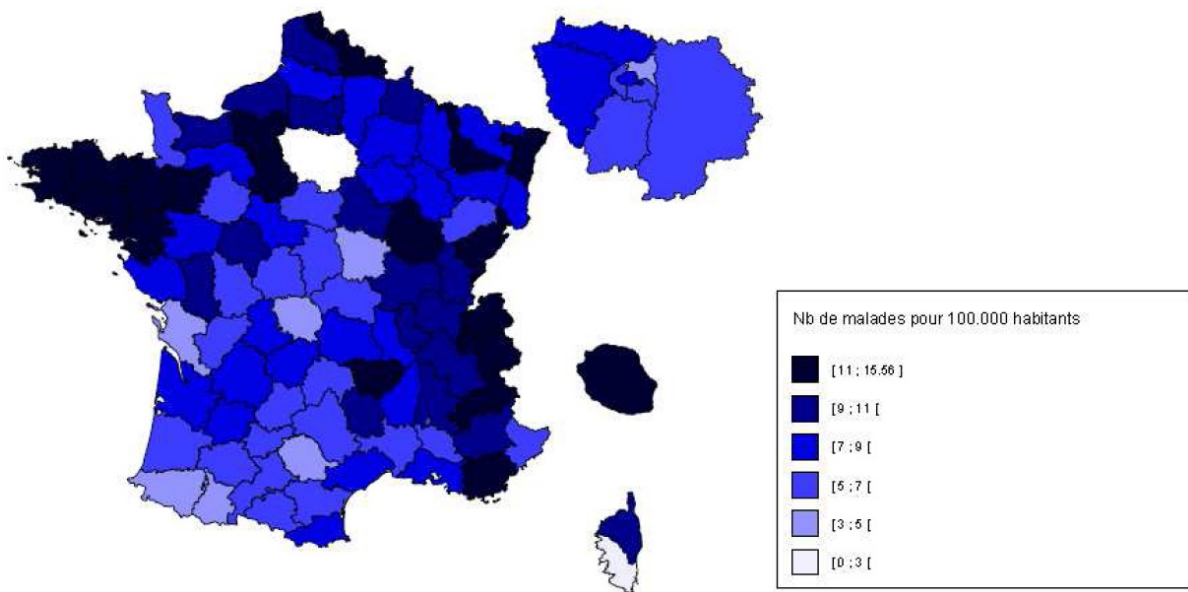 Nb de malades pour 100.000 habitants
[11 ; 15.56 ]
[9 ; 11 [
[7 ; 9 [
[5 ; 7 [
[3 ; 5 [
[0 ; 3 [